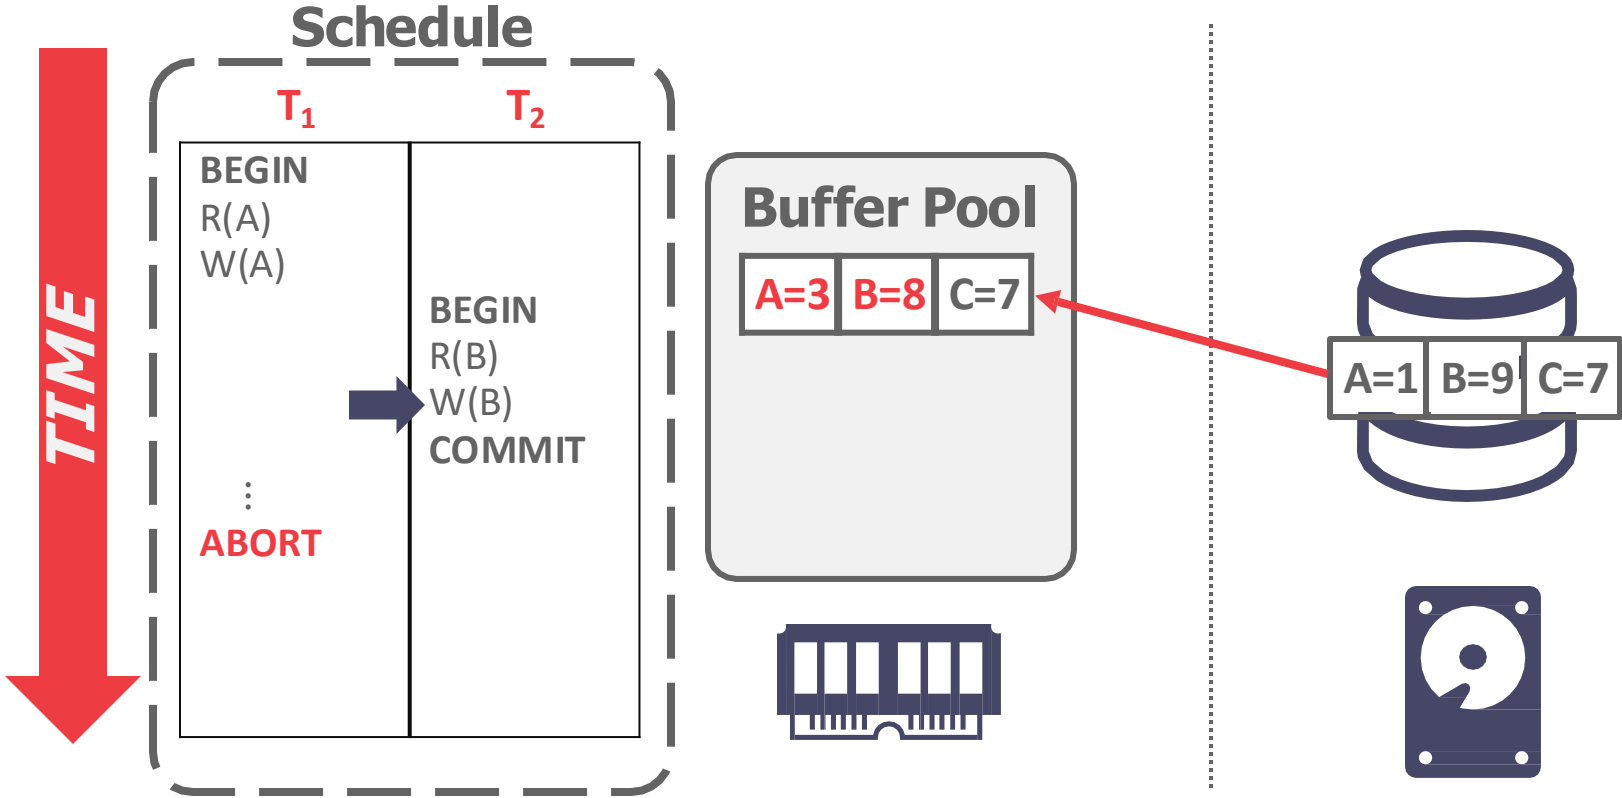 Schedule
TIME
T₁ T₂
BEGIN
R(A)
W(A)
⋮
ABORT
BEGIN
R(B)
W(B)
COMMIT
Buffer Pool
A=3 B=8 C=7
A=1 B=9 C=7